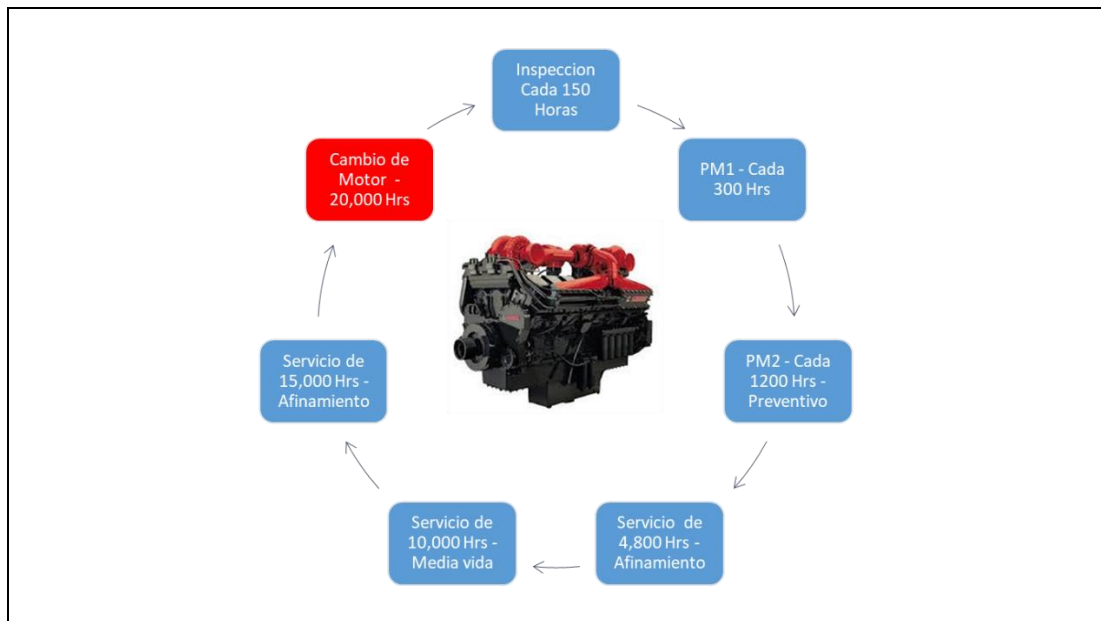 Inspeccion
Cada 150
Horas
PM1 - Cada
300 Hrs
PM2 - Cada
1200 Hrs -
Preventivo
Servicio de
4,800 Hrs -
Afinamiento
Servicio de
10,000 Hrs -
Media vida
Servicio de
15,000 Hrs -
Afinamiento
Cambio de
Motor -
20,000 Hrs